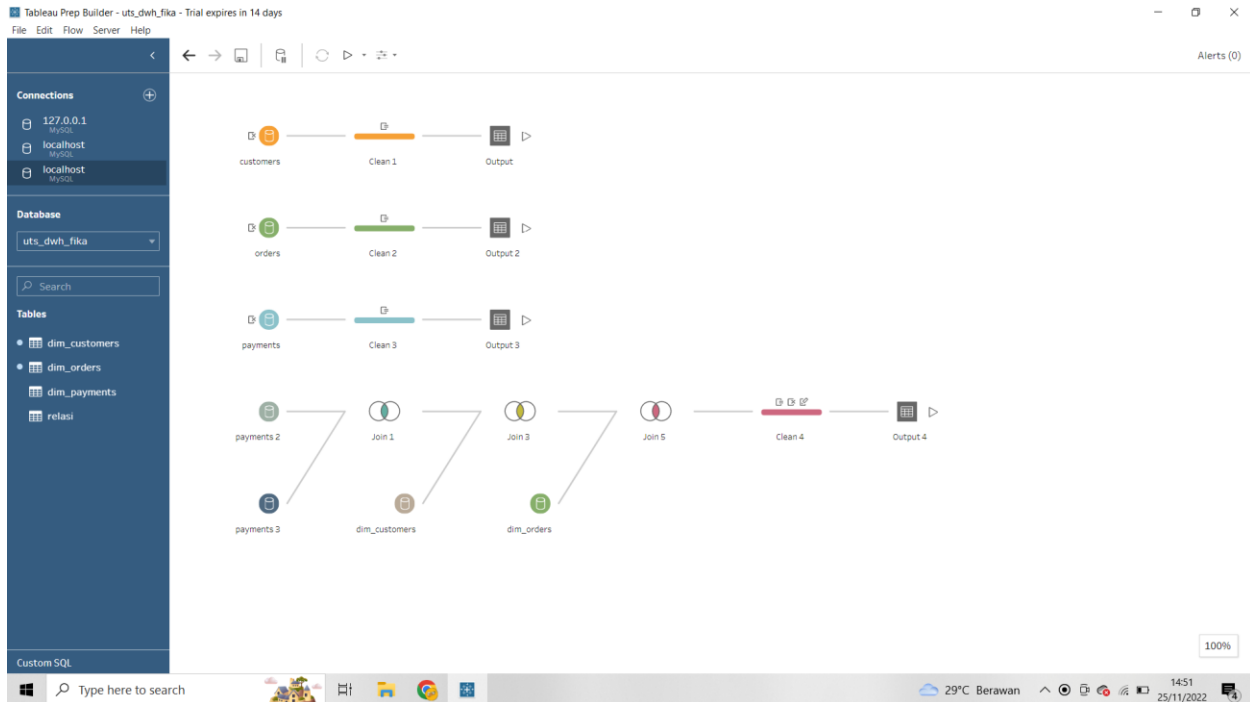 Tableau Prep Builder - uts_dwh_fika - Trial expires in 14 days
File Edit Flow Server Help
Alerts (0)
Connections
127.0.0.1
MySQL
localhost
MySQL
localhost
MySQL
Database
uts_dwh_fika
Search
Tables
dim_customers
dim_orders
dim_payments
relasi
Custom SQL
customers Clean 1 Output
orders Clean 2 Output 2
payments Clean 3 Output 3
payments 2 Join 1 Join 3 Join 5 Clean 4 Output 4
payments 3 dim_customers dim_orders
100%
Type here to search
29°C Berawan
14:51
25/11/2022
4